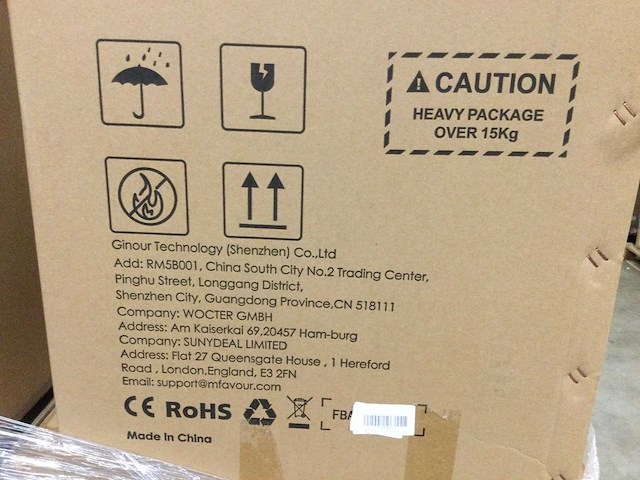 CAUTION
HEAVY PACKAGE
OVER 15Kg
Ginour Technology (Shenzhen) Co.,Ltd
Add: RM5B001, China South City No.2 Trading Center,
Pinghu Street, Longgang District,
Shenzhen City, Guangdong Province,CN 518111
Company: WOCTER GMBH
Address: Am Kaiserkai 69,20457 Ham-burg
Company: SUNYDEAL LIMITED
Address: Flat 27 Queensgate House , 1 Hereford
Road , London,England, E3 2FN
Email: support@mfavour.com
CE RoHS FBA
Made in China